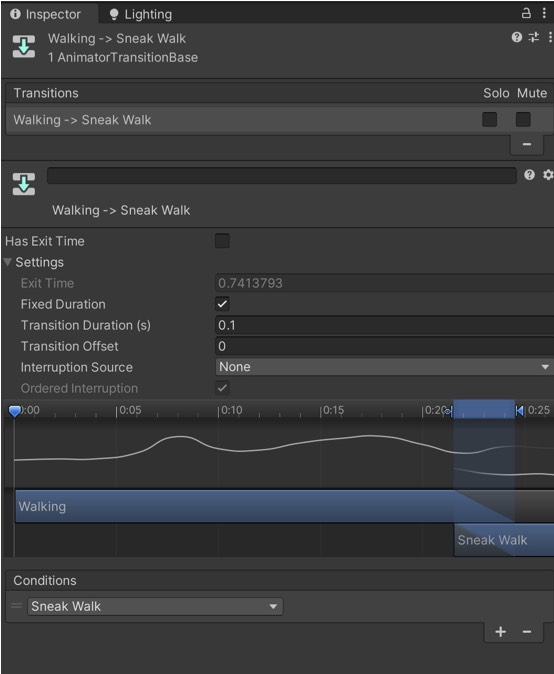 Inspector
Lighting
Walking -> Sneak Walk
1 AnimatorTransitionBase
Transitions
Solo Mute
Walking -> Sneak Walk
Walking -> Sneak Walk
Has Exit Time
Settings
Exit Time 0.7413793
Fixed Duration
Transition Duration (s) 0.1
Transition Offset 0
Interruption Source None
Ordered Interruption
0:00 0:05 0:10 0:15 0:20 0:25
Walking
Sneak Walk
Conditions
Sneak Walk